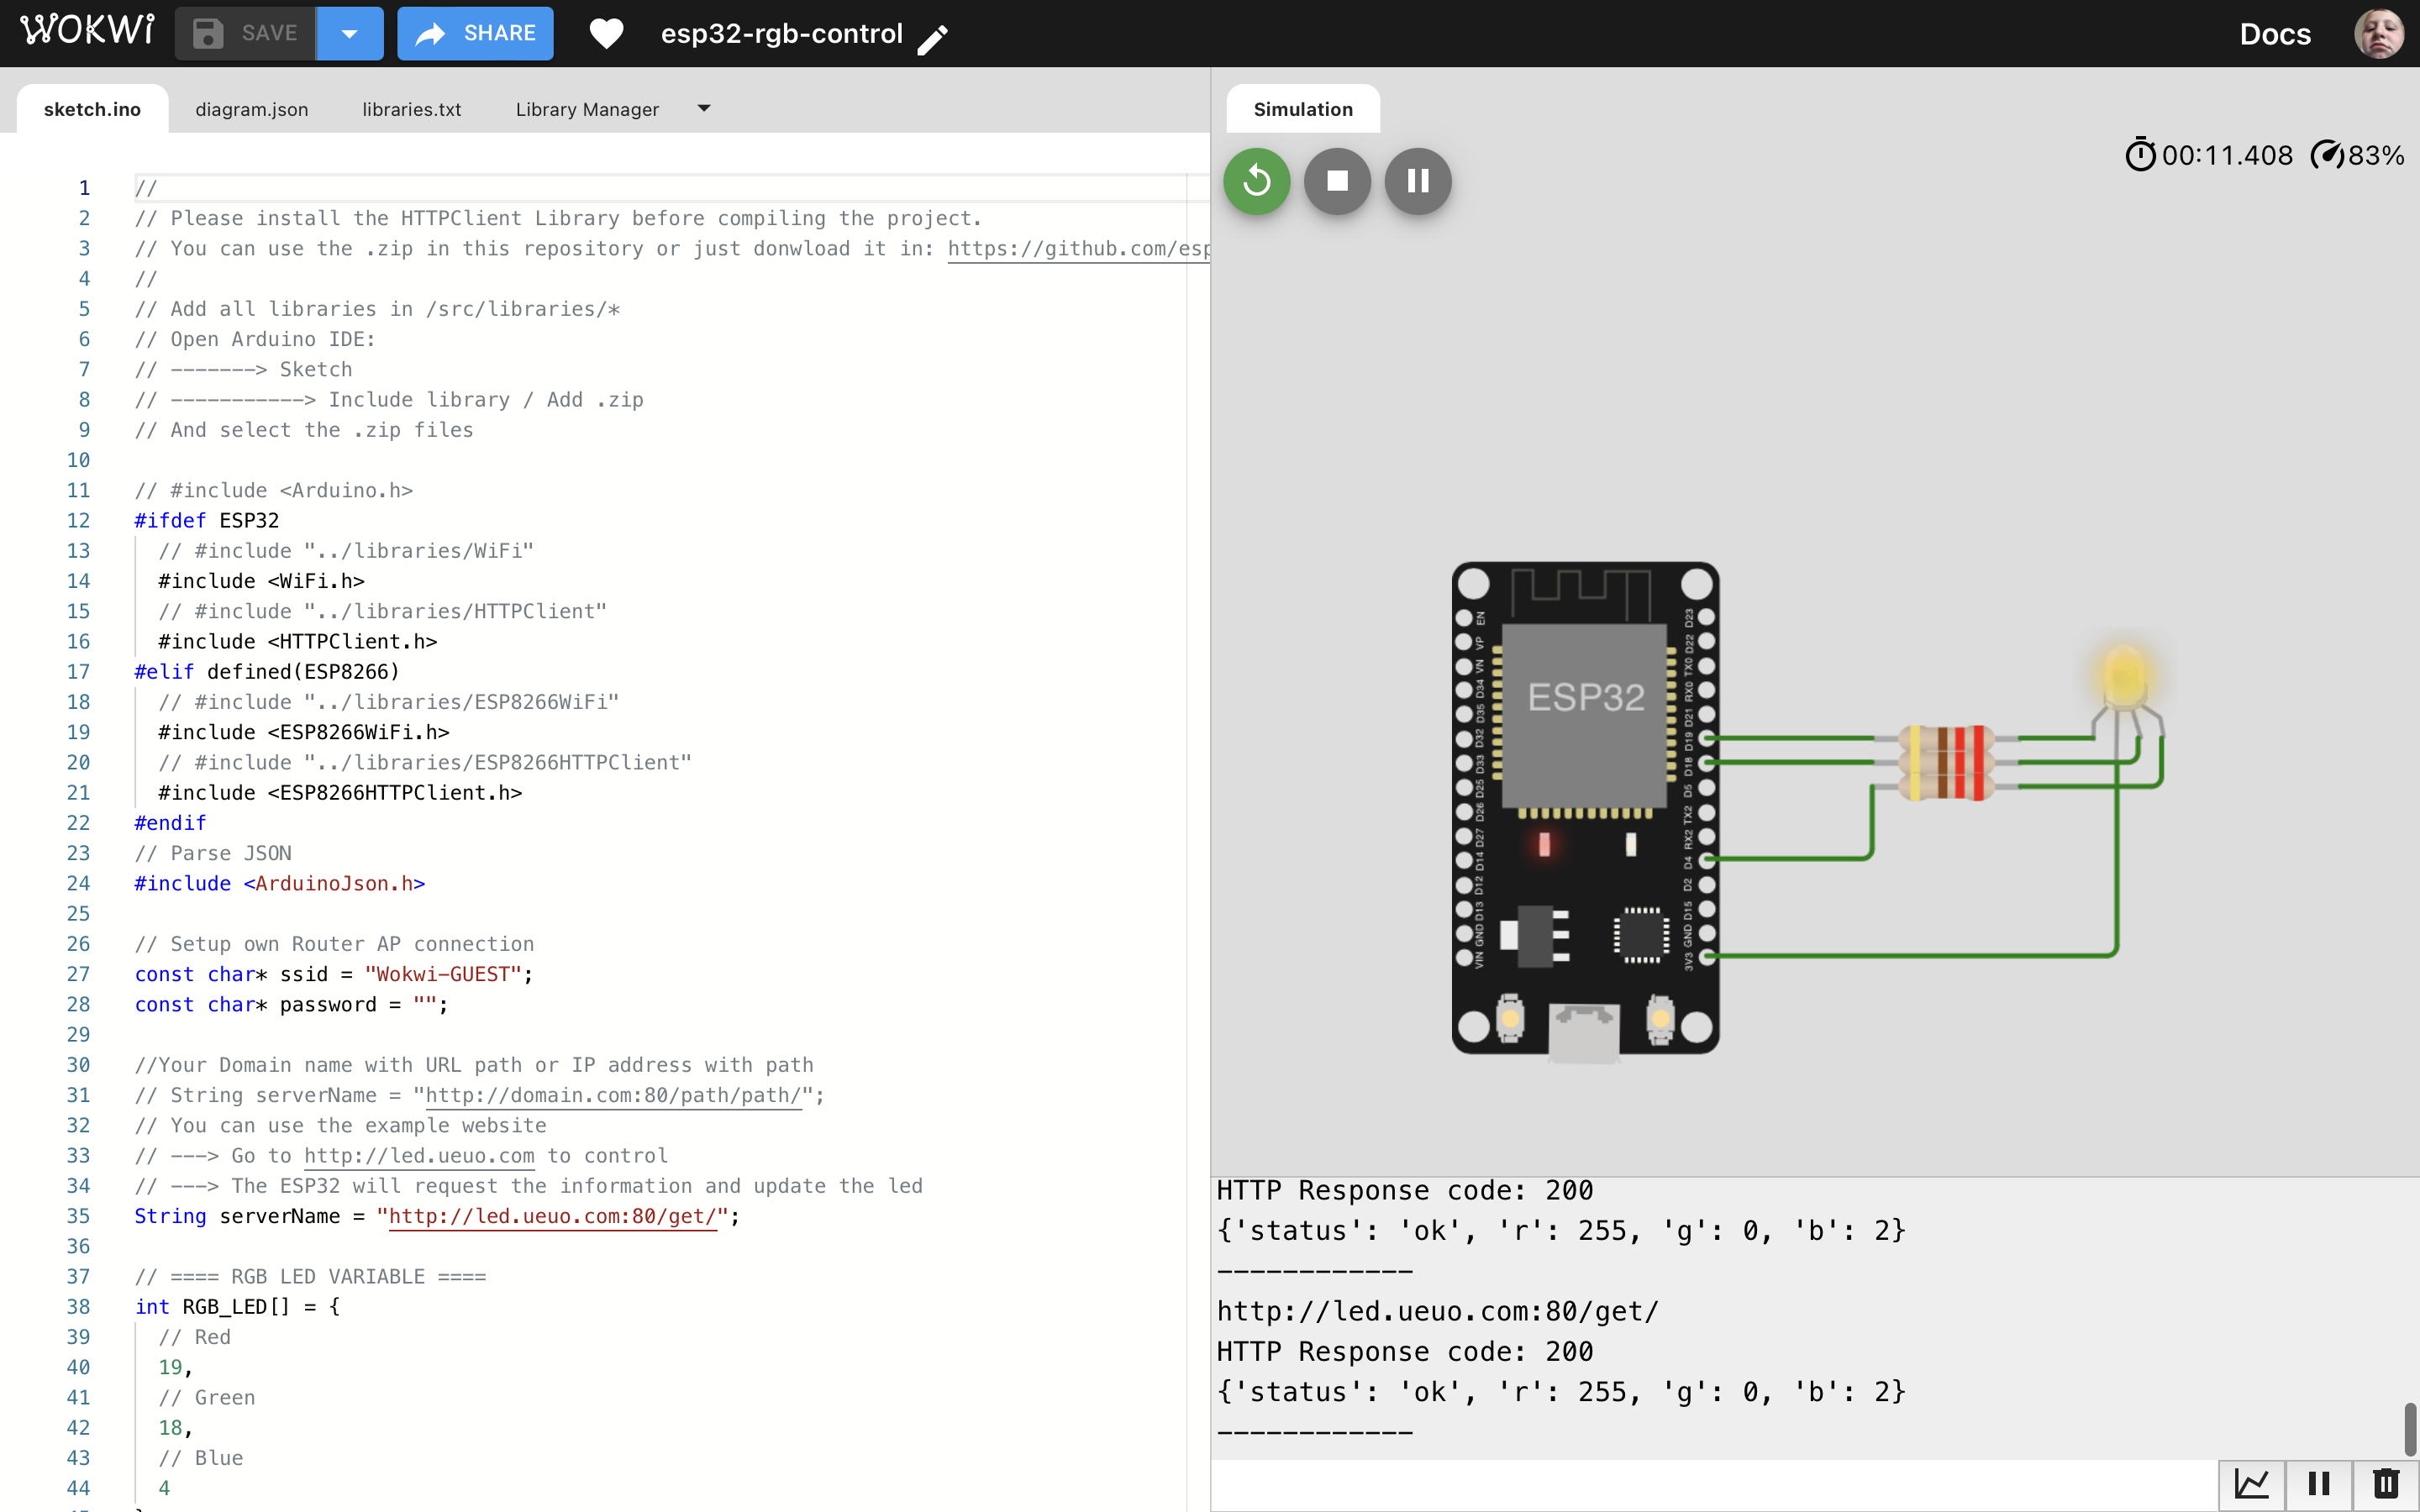 WOKWi SAVE SHARE esp32-rgb-control Docs
sketch.ino diagram.json libraries.txt Library Manager
1 //
2 // Please install the HTTPClient Library before compiling the project.
3 // You can use the .zip in this repository or just donwload it in: https://github.com/esp
4 //
5 // Add all libraries in /src/libraries/*
6 // Open Arduino IDE:
7 // -------> Sketch
8 // -----------> Include library / Add .zip
9 // And select the .zip files
10
11 // #include <Arduino.h>
12 #ifdef ESP32
13 // #include "../libraries/WiFi"
14 #include <WiFi.h>
15 // #include "../libraries/HTTPClient"
16 #include <HTTPClient.h>
17 #elif defined(ESP8266)
18 // #include "../libraries/ESP8266WiFi"
19 #include <ESP8266WiFi.h>
20 // #include "../libraries/ESP8266HTTPClient"
21 #include <ESP8266HTTPClient.h>
22 #endif
23 // Parse JSON
24 #include <ArduinoJson.h>
25
26 // Setup own Router AP connection
27 const char* ssid = "Wokwi-GUEST";
28 const char* password = "";
29
30 //Your Domain name with URL path or IP address with path
31 // String serverName = "http://domain.com:80/path/path/";
32 // You can use the example website
33 // ---> Go to http://led.ueuo.com to control
34 // ---> The ESP32 will request the information and update the led
35 String serverName = "http://led.ueuo.com:80/get/";
36
37 // ==== RGB LED VARIABLE ====
38 int RGB_LED[] = {
39 // Red
40 19,
41 // Green
42 18,
43 // Blue
44 4
Simulation
00:11.408 83%
EN
VP
VN
D34
D35
D32
D33
D25
D26
D27
D14
D12
D13
GND
VIN
ESP32
D23
D22
TX0
RX0
D21
D19
D18
D5
TX2
RX2
D4
D2
D15
GND
3V3
HTTP Response code: 200
{'status': 'ok', 'r': 255, 'g': 0, 'b': 2}
------------
http://led.ueuo.com:80/get/
HTTP Response code: 200
{'status': 'ok', 'r': 255, 'g': 0, 'b': 2}
------------